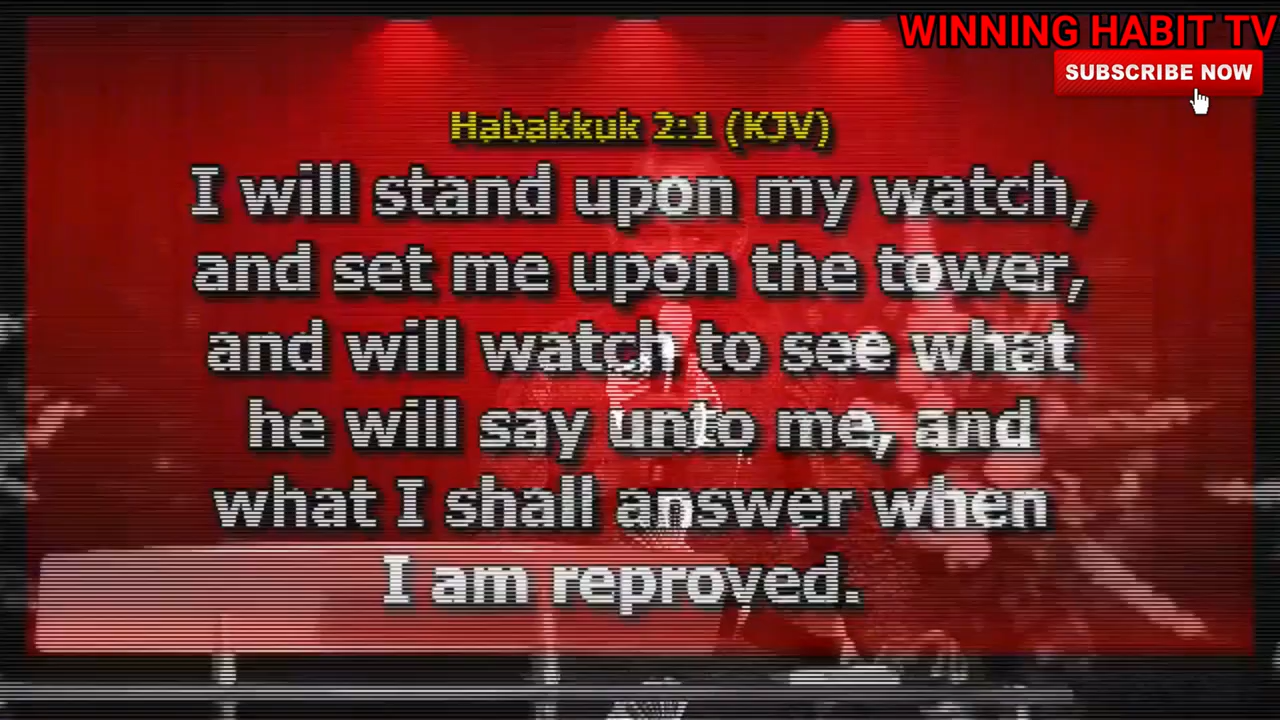 WINNING HABIT TV
SUBSCRIBE NOW
Habakkuk 2:1 (KJV)
I will stand upon my watch,
and set me upon the tower,
and will watch to see what
he will say unto me, and
what I shall answer when
I am reproved.